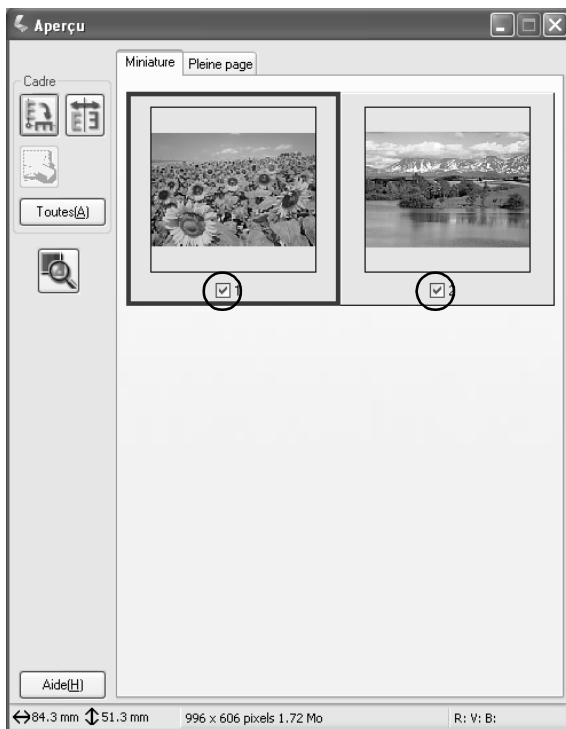 Aperçu
Miniature
Pleine page
Cadre
Toutes(A)
1
2
Aide(H)
84.3 mm 51.3 mm 996 x 606 pixels 1.72 Mo R: V: B: